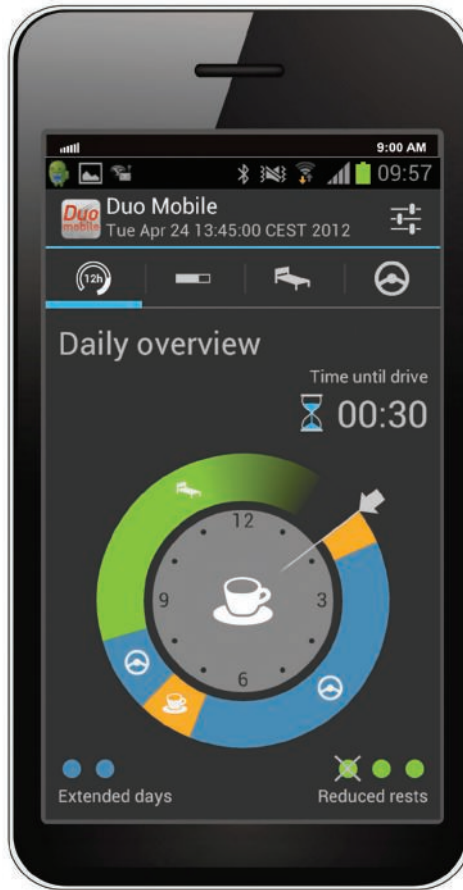 9:00 AM
09:57
Duo mobile
Duo Mobile
Tue Apr 24 13:45:00 CEST 2012
12h
Daily overview
Time until drive
00:30
12
9
3
6
Extended days
Reduced rests